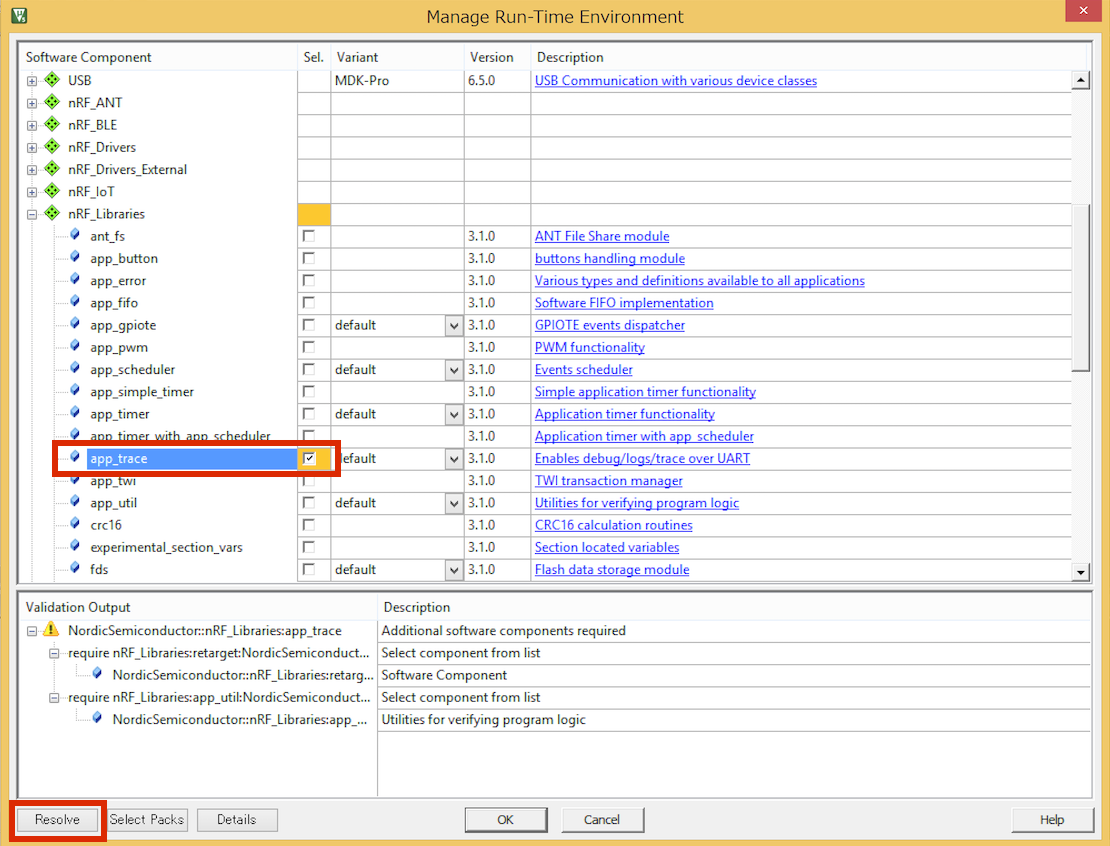 Manage Run-Time Environment
Software Component Sel. Variant Version Description
USB MDK-Pro 6.5.0 USB Communication with various device classes
nRF_ANT
nRF_BLE
nRF_Drivers
nRF_Drivers_External
nRF_IoT
nRF_Libraries
ant_fs 3.1.0 ANT File Share module
app_button 3.1.0 buttons handling module
app_error 3.1.0 Various types and definitions available to all applications
app_fifo 3.1.0 Software FIFO implementation
app_gpiote default 3.1.0 GPIOTE events dispatcher
app_pwm 3.1.0 PWM functionality
app_scheduler default 3.1.0 Events scheduler
app_simple_timer 3.1.0 Simple application timer functionality
app_timer default 3.1.0 Application timer functionality
app_timer_with_app_scheduler 3.1.0 Application timer with app_scheduler
app_trace default 3.1.0 Enables debug/logs/trace over UART
app_twi 3.1.0 TWI transaction manager
app_util default 3.1.0 Utilities for verifying program logic
crc16 3.1.0 CRC16 calculation routines
experimental_section_vars 3.1.0 Section located variables
fds default 3.1.0 Flash data storage module
Validation Output Description
NordicSemiconductor::nRF_Libraries:app_trace Additional software components required
require nRF_Libraries:retarget:NordicSemiconduct... Select component from list
NordicSemiconductor::nRF_Libraries:retarg... Software Component
require nRF_Libraries:app_util:NordicSemiconduct... Select component from list
NordicSemiconductor::nRF_Libraries:app_... Utilities for verifying program logic
Resolve Select Packs Details OK Cancel Help